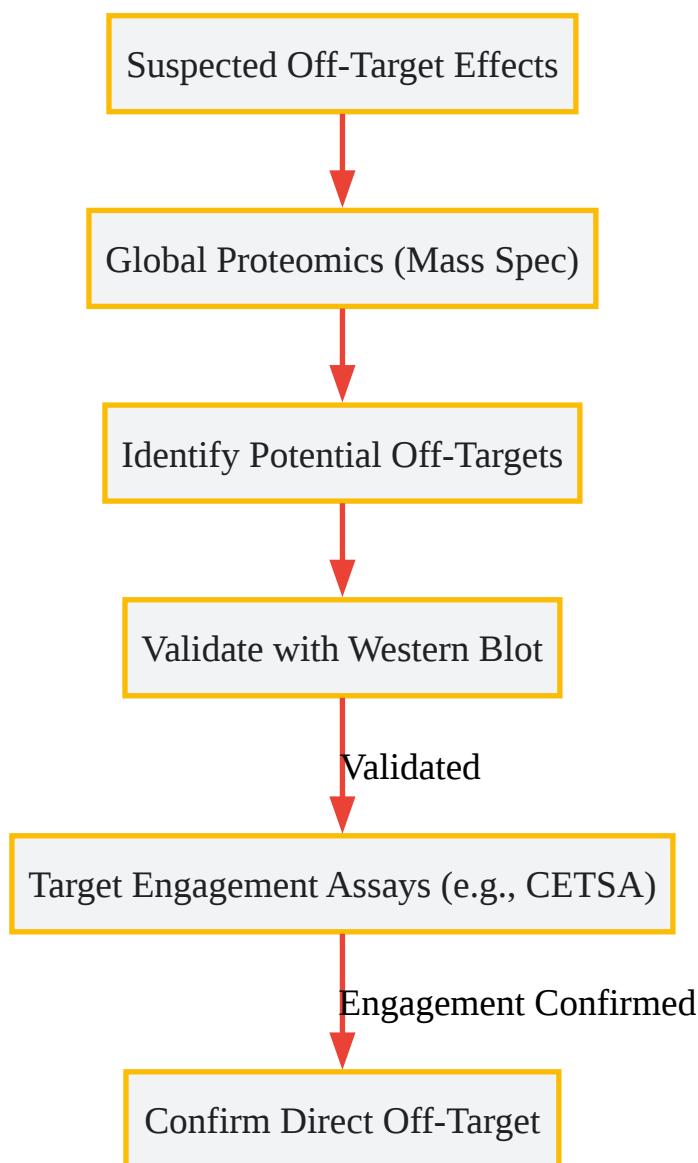 Suspected Off-Target Effects
Global Proteomics (Mass Spec)
Identify Potential Off-Targets
Validate with Western Blot
Validated
Target Engagement Assays (e.g., CETSA)
Engagement Confirmed
Confirm Direct Off-Target